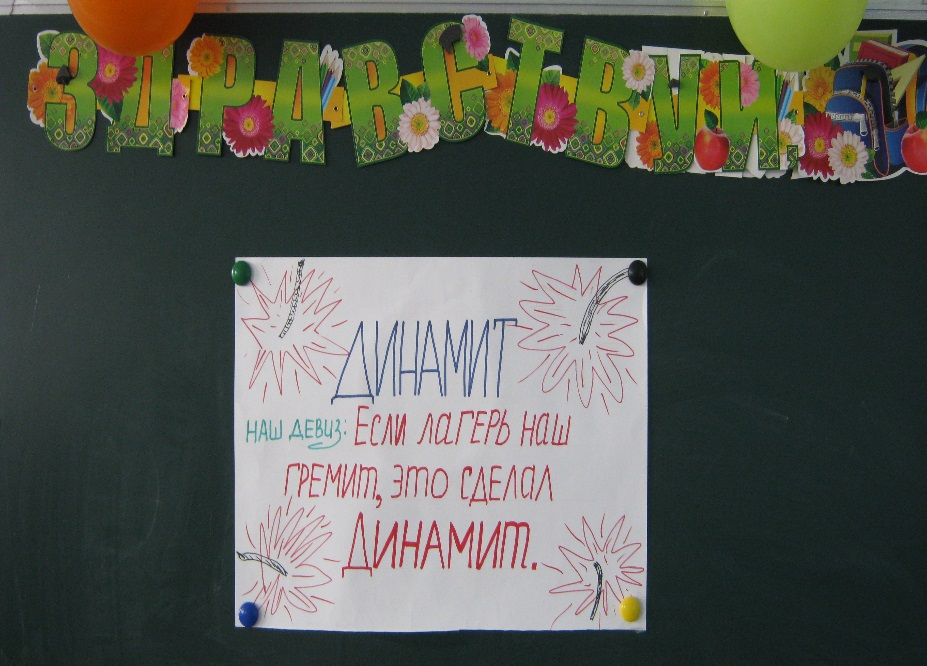 ЗДРАВСТВУЙ,
ДИНАМИТ
НАШ ДЕВИЗ: ЕСЛИ ЛАГЕРЬ НАШ
ГРЕМИТ, ЭТО СДЕЛАЛ
ДИНАМИТ.